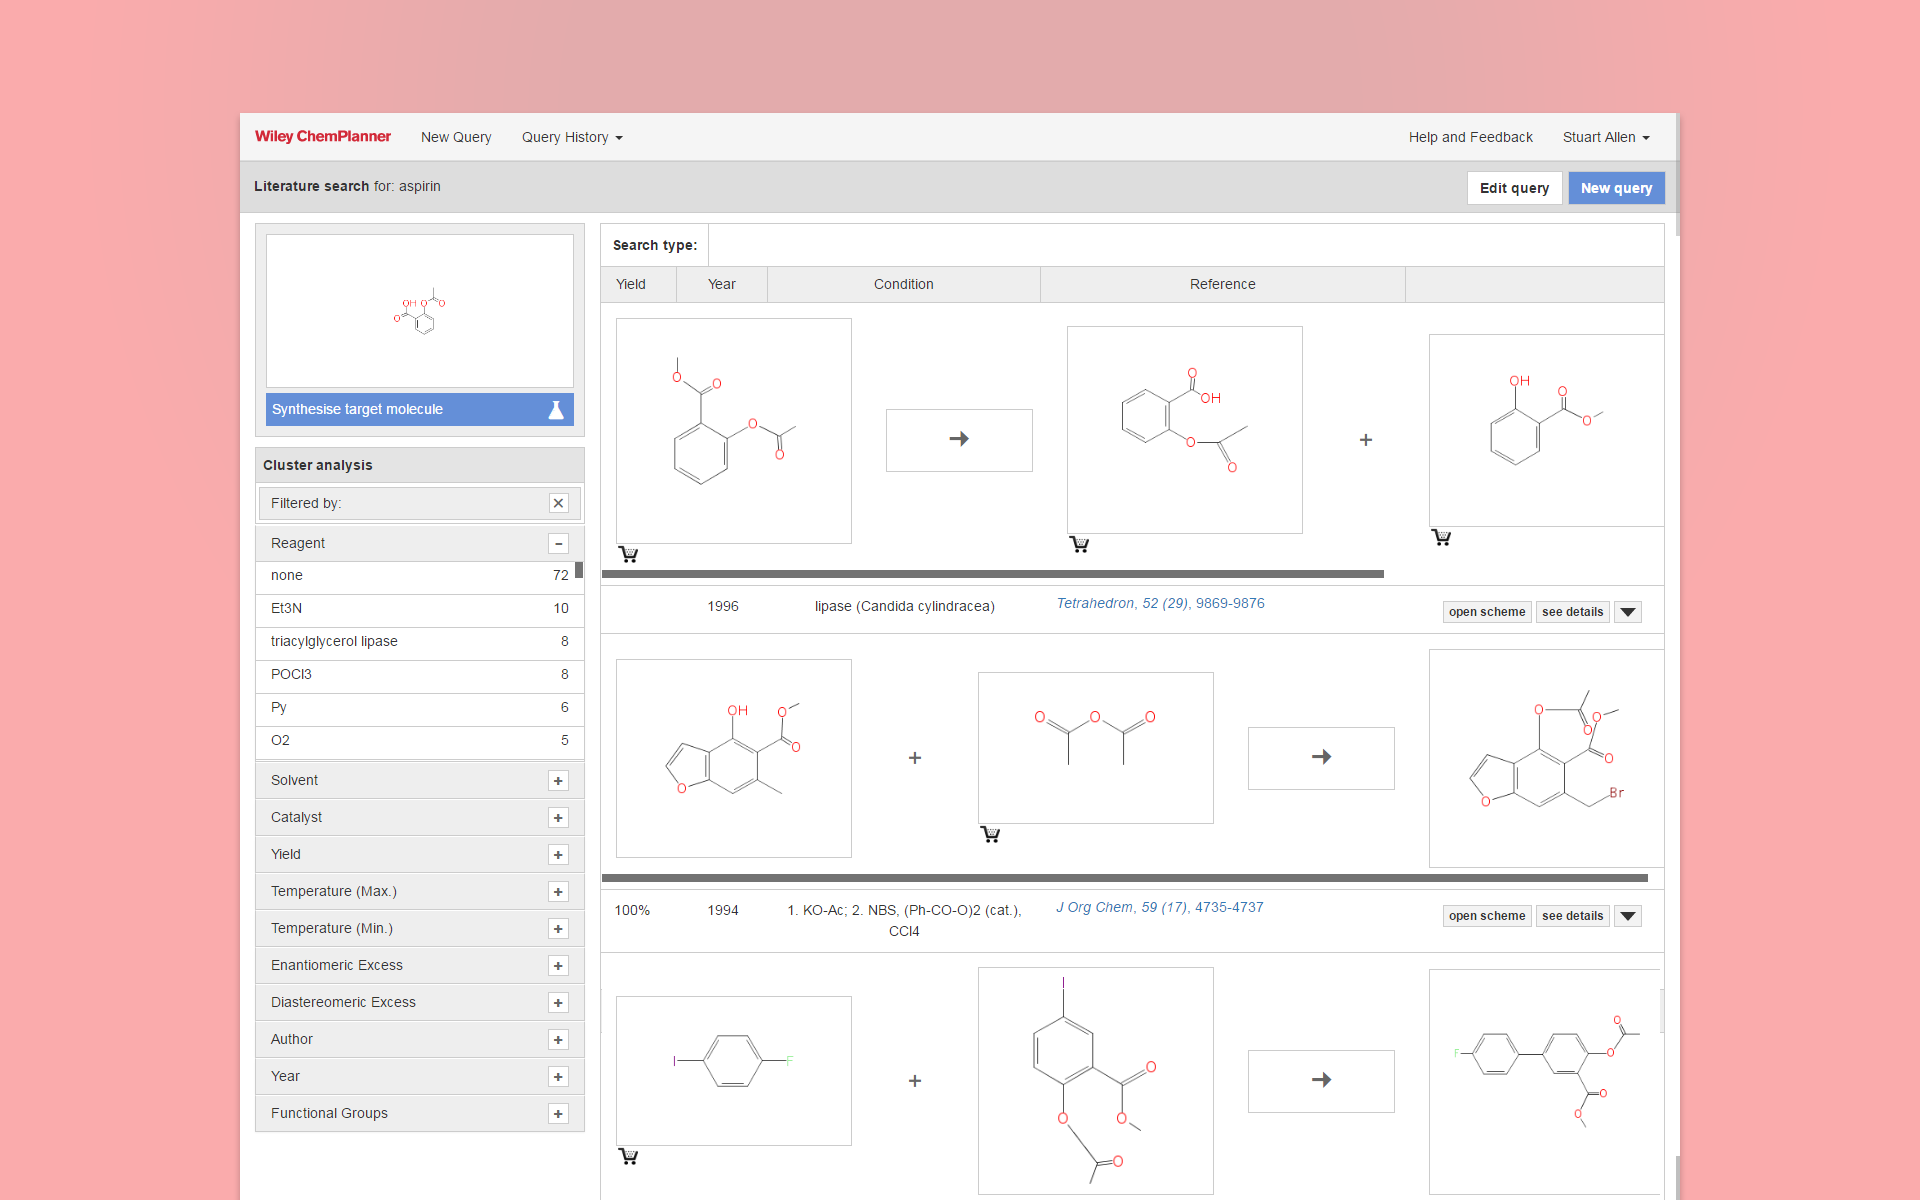 Wiley ChemPlanner New Query Query History Help and Feedback Stuart Allen
Literature search for: aspirin Edit query New query
OH O O O
Synthesise target molecule
Cluster analysis
Filtered by:
Reagent
none 72
Et3N 10
triacylglycerol lipase 8
POCl3 8
Py 6
O2 5
Solvent
Catalyst
Yield
Temperature (Max.)
Temperature (Min.)
Enantiomeric Excess
Diastereomeric Excess
Author
Year
Functional Groups
Search type:
Yield Year Condition Reference
O O O O
O OH O O
+
OH O O
1996 lipase (Candida cylindracea) Tetrahedron, 52 (29), 9869-9876 open scheme see details
OH O O O
+
O O O
O O O O O Br
100% 1994 1. KO-Ac; 2. NBS, (Ph-CO-O)2 (cat.), J Org Chem, 59 (17), 4735-4737 open scheme see details
CCl4
I F
+
I O O O O
F O O O O